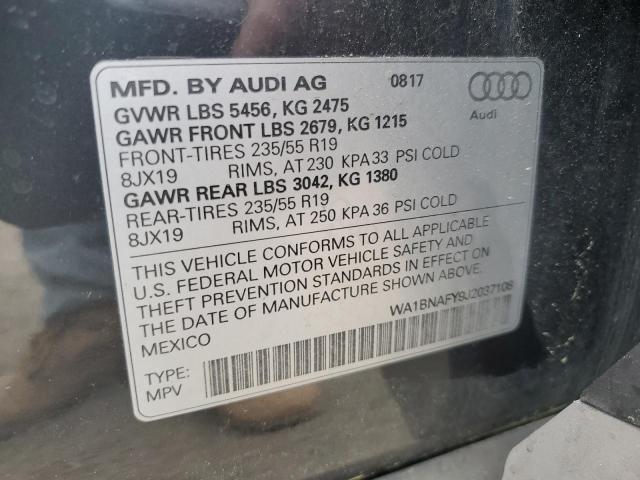 MFD. BY AUDI AG 0817
GVWR LBS 5456, KG 2475
GAWR FRONT LBS 2679, KG 1215
FRONT-TIRES 235/55 R19
8JX19 RIMS, AT 230 KPA 33 PSI COLD
GAWR REAR LBS 3042, KG 1380
REAR-TIRES 235/55 R19
8JX19 RIMS, AT 250 KPA 36 PSI COLD
Audi
THIS VEHICLE CONFORMS TO ALL APPLICABLE
U.S. FEDERAL MOTOR VEHICLE SAFETY AND
THEFT PREVENTION STANDARDS IN EFFECT ON
THE DATE OF MANUFACTURE SHOWN ABOVE.
MEXICO
WA1BNAFY9J2037108
TYPE:
MPV